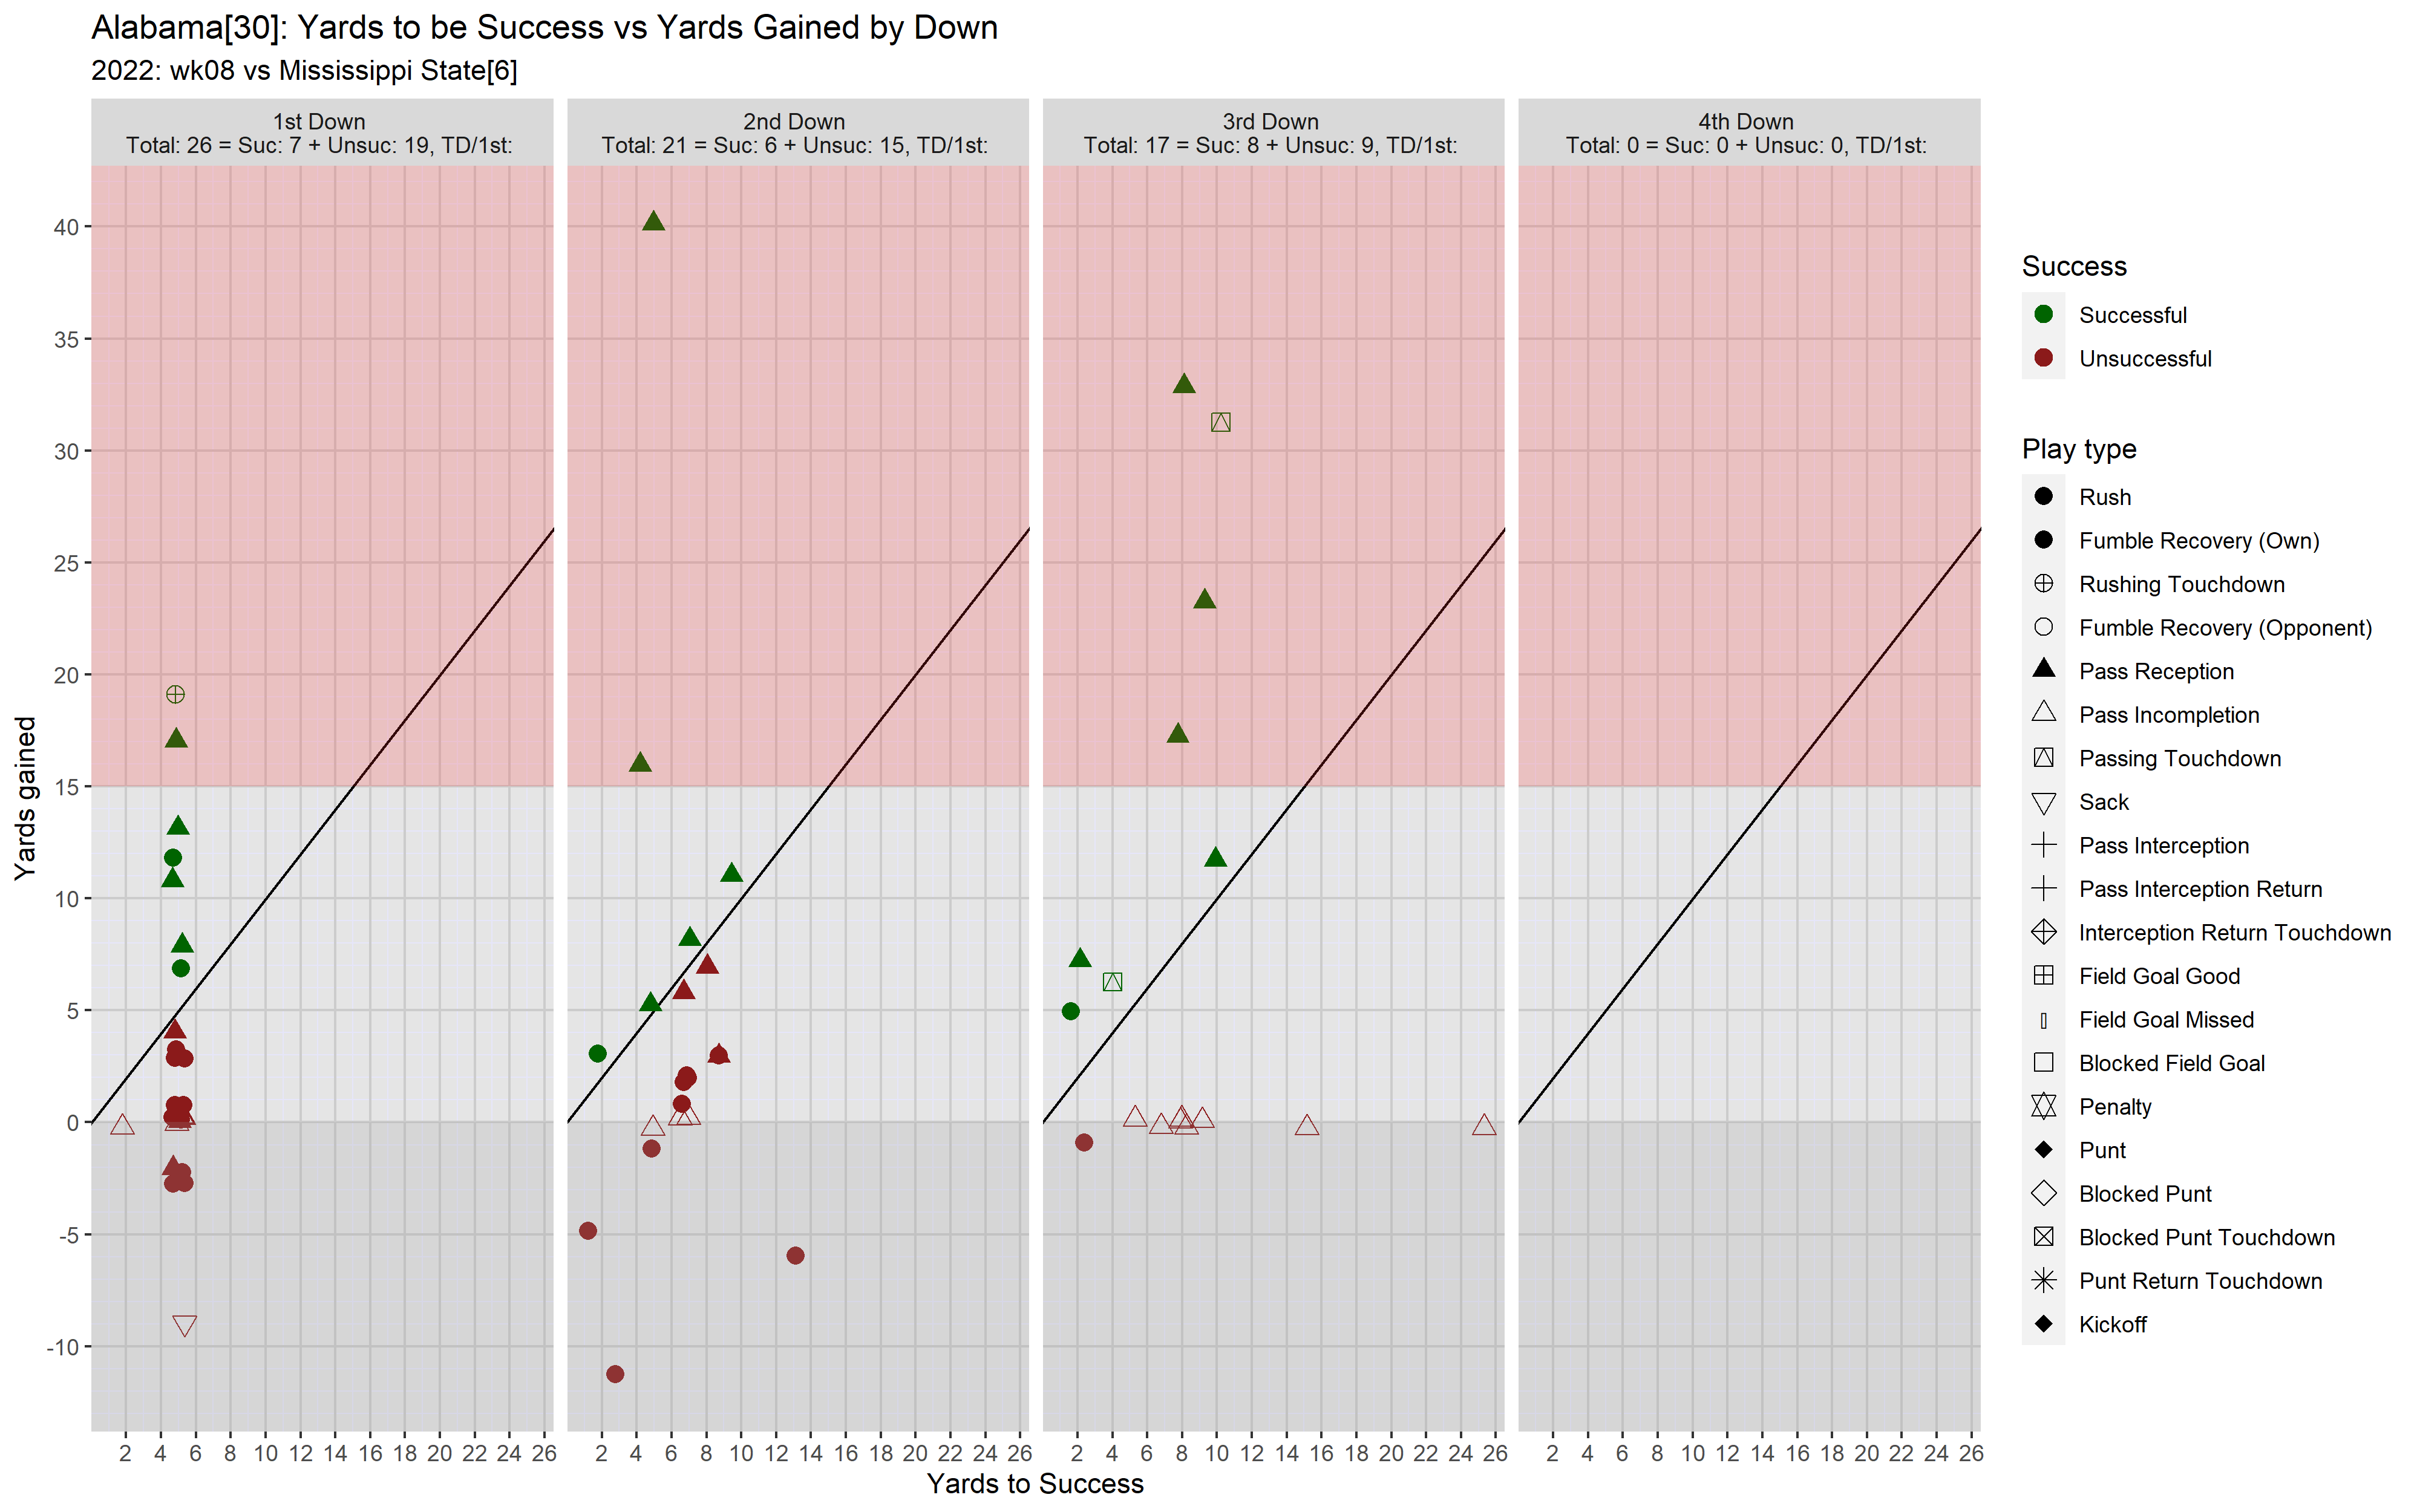 Alabama[30]: Yards to be Success vs Yards Gained by Down
2022: wk08 vs Mississippi State[6]
1st Down
Total: 26 = Suc: 7 + Unsuc: 19, TD/1st:
2nd Down
Total: 21 = Suc: 6 + Unsuc: 15, TD/1st:
3rd Down
Total: 17 = Suc: 8 + Unsuc: 9, TD/1st:
4th Down
Total: 0 = Suc: 0 + Unsuc: 0, TD/1st:
Yards gained
40
35
30
25
20
15
10
5
0
-5
-10
2 4 6 8 10 12 14 16 18 20 22 24 26
2 4 6 8 10 12 14 16 18 20 22 24 26
2 4 6 8 10 12 14 16 18 20 22 24 26
2 4 6 8 10 12 14 16 18 20 22 24 26
Yards to Success
Success
Successful
Unsuccessful
Play type
Rush
Fumble Recovery (Own)
Rushing Touchdown
Fumble Recovery (Opponent)
Pass Reception
Pass Incompletion
Passing Touchdown
Sack
Pass Interception
Pass Interception Return
Interception Return Touchdown
Field Goal Good
Field Goal Missed
Blocked Field Goal
Penalty
Punt
Blocked Punt
Blocked Punt Touchdown
Punt Return Touchdown
Kickoff